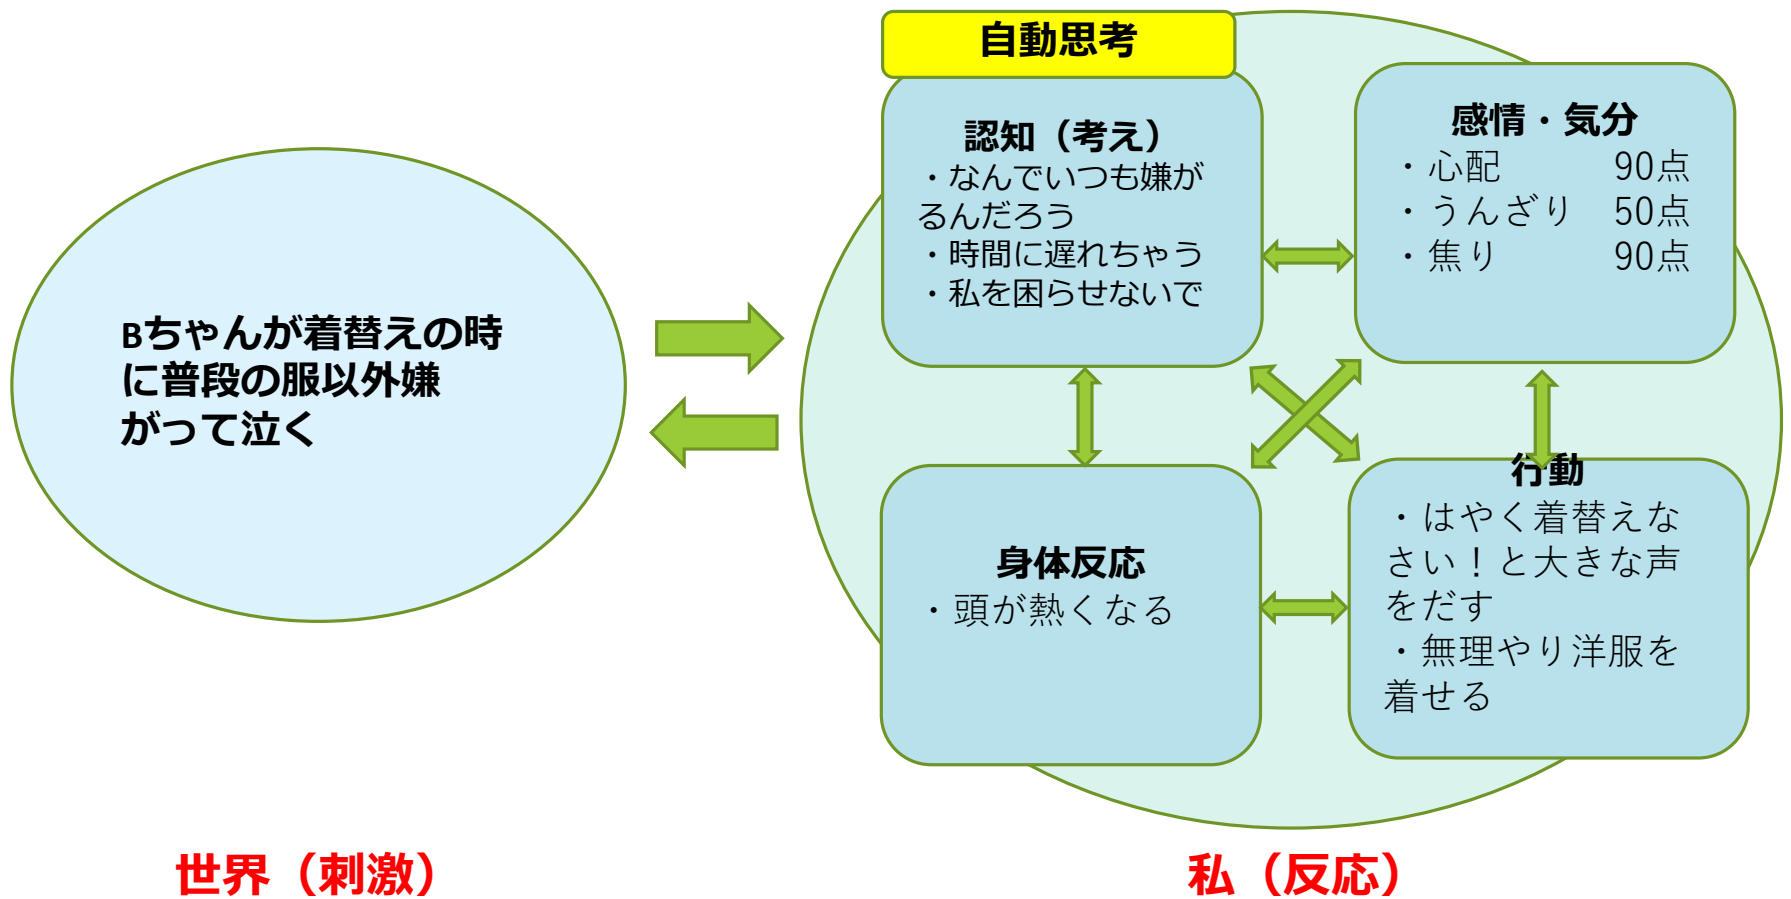 Bちゃんが着替えの時
に普段の服以外嫌
がって泣く
世界（刺激）
自動思考
認知（考え）
・なんでいつも嫌が
るんだろう
・時間に遅れちゃう
・私を困らせないで
感情・気分
・心配 90点
・うんざり 50点
・焦り 90点
身体反応
・頭が熱くなる
行動
・はやく着替えな
さい！と大きな声
をだす
・無理やり洋服を
着せる
私（反応）